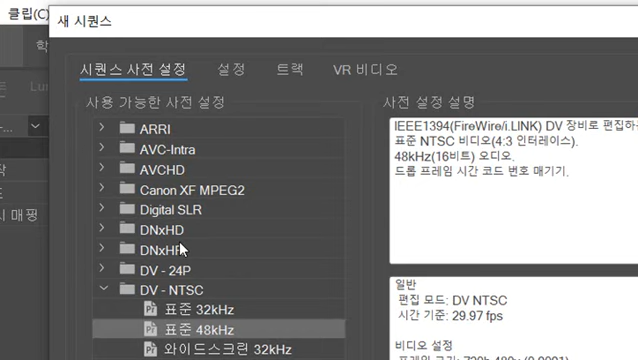 클립(C)
새 시퀀스
시퀀스 사전 설정 설정 트랙 VR 비디오
사용 가능한 사전 설정
ARRI
AVC-Intra
AVCHD
Canon XF MPEG2
Digital SLR
DNxHD
DV - 24P
DV - NTSC
표준 32kHz
표준 48kHz
와이드스크린 32kHz
사전 설정 설명
IEEE1394(FireWire/i.LINK) DV 장비로 편집하
표준 NTSC 비디오(4:3 인터레이스).
48kHz(16비트) 오디오.
드롭 프레임 시간 코드 번호 매기기.
일반
편집 모드: DV NTSC
시간 기준: 29.97 fps
비디오 설정